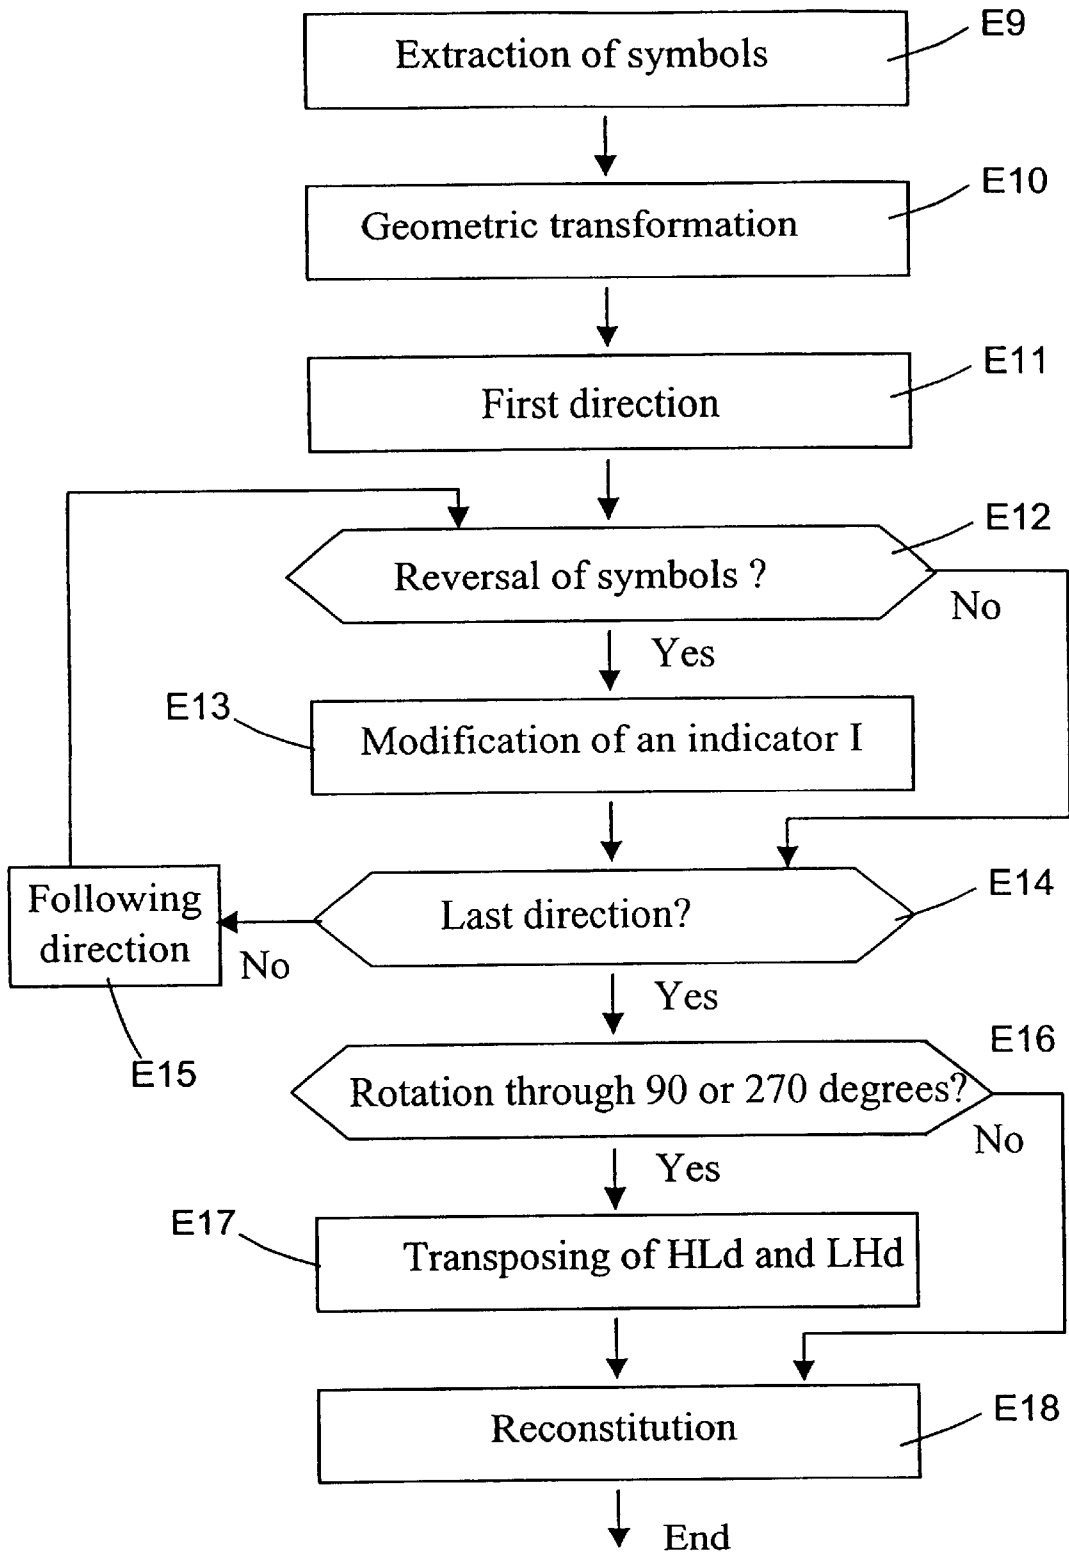 E9
Extraction of symbols
E10
Geometric transformation
E11
First direction
E12
Reversal of symbols ?
No
Yes
E13
Modification of an indicator I
E14
Following
direction
Last direction?
No
Yes
E15
E16
Rotation through 90 or 270 degrees?
No
Yes
E17
Transposing of HLd and LHd
E18
Reconstitution
End